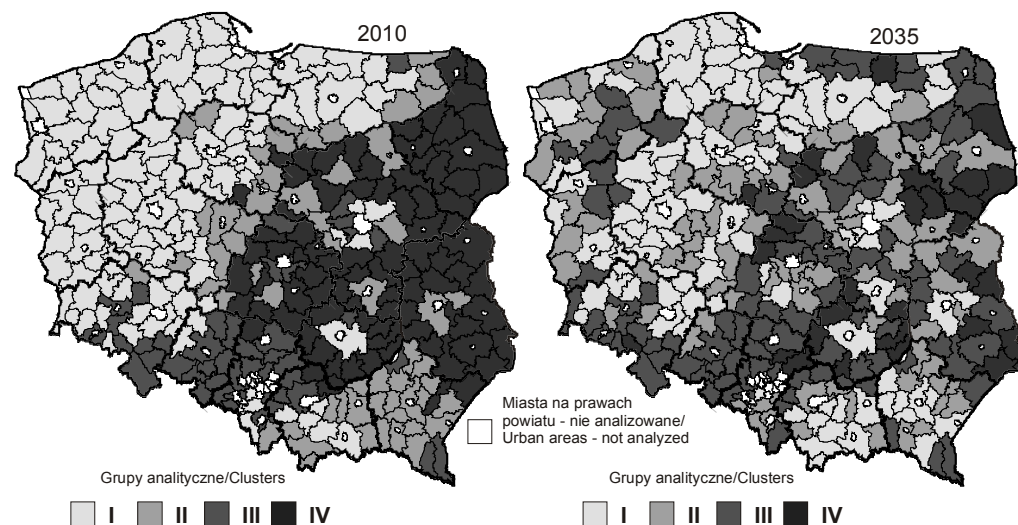 2010
2035
Miasta na prawach
powiatu - nie analizowane/
Urban areas - not analyzed
Grupy analityczne/Clusters
I II III IV
Grupy analityczne/Clusters
I II III IV